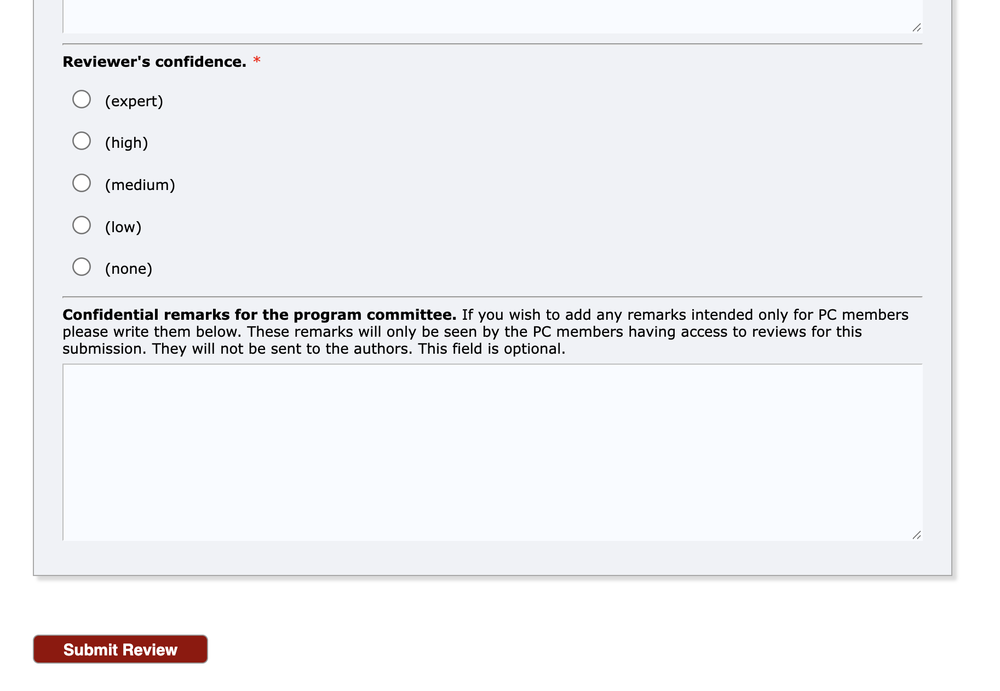 Reviewer's confidence. *
(expert)
(high)
(medium)
(low)
(none)
Confidential remarks for the program committee. If you wish to add any remarks intended only for PC members
please write them below. These remarks will only be seen by the PC members having access to reviews for this
submission. They will not be sent to the authors. This field is optional.
Submit Review